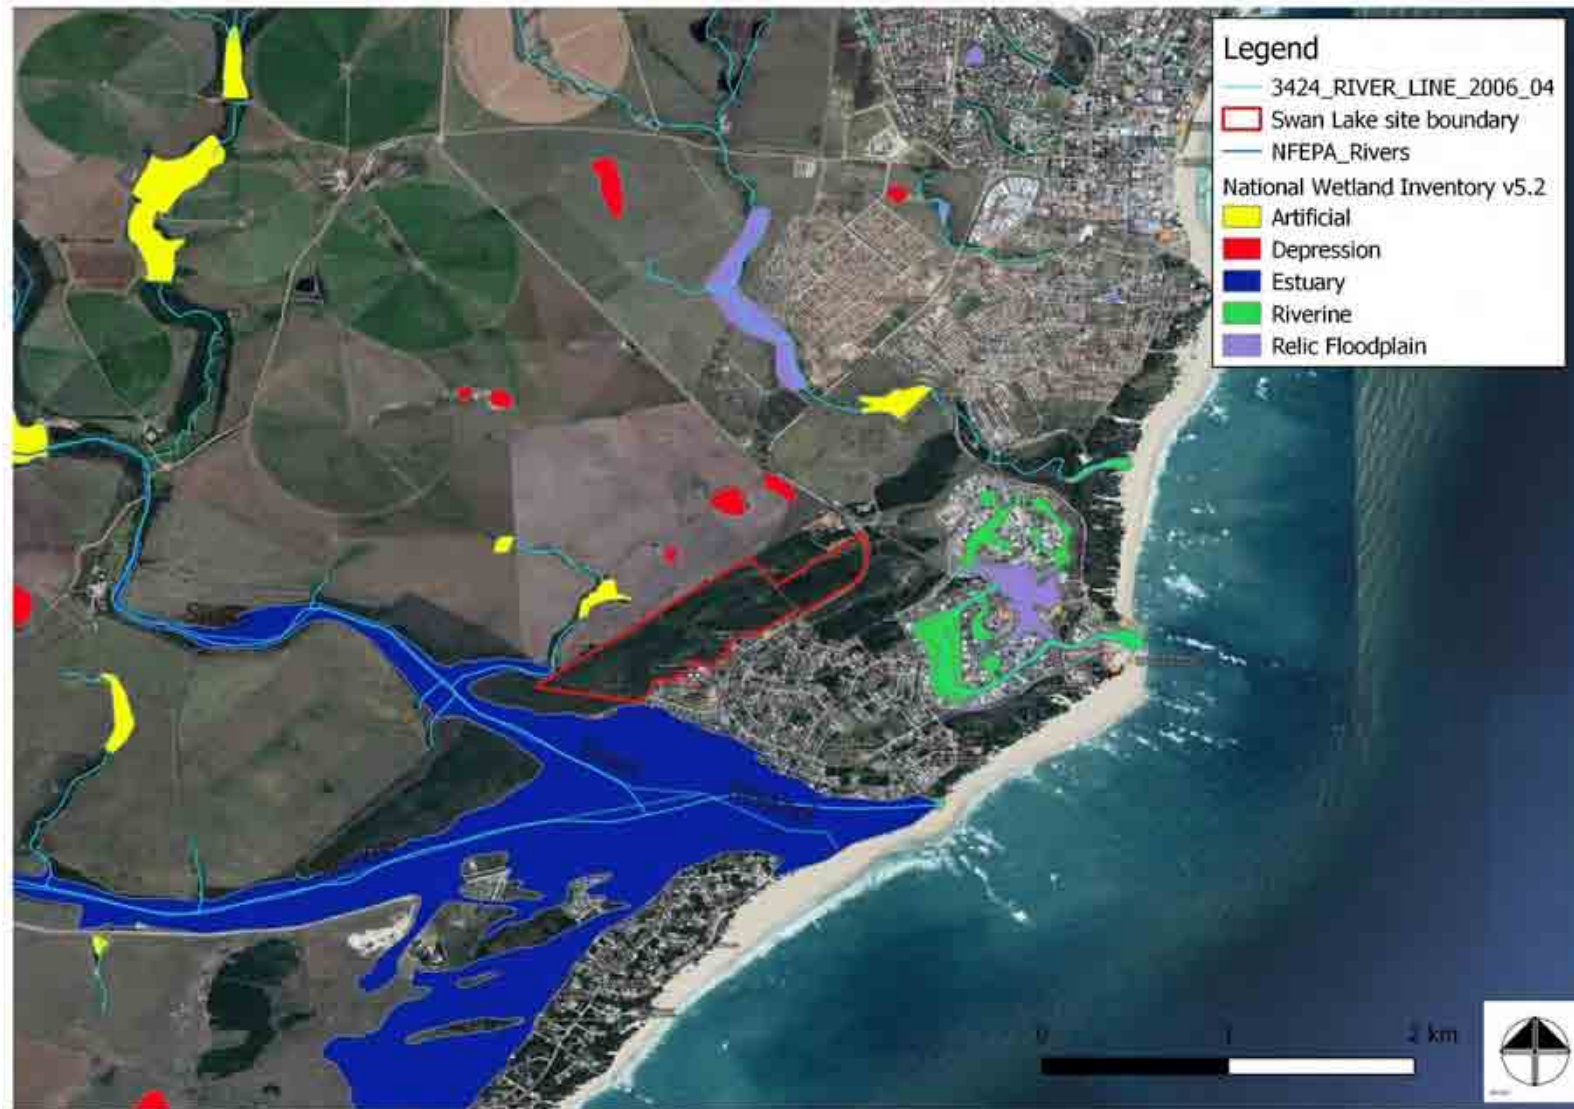 Legend
3424_RIVER_LINE_2006_04
Swan Lake site boundary
NFEPA_Rivers
National Wetland Inventory v5.2
Artificial
Depression
Estuary
Riverine
Relic Floodplain
0 1 2 km